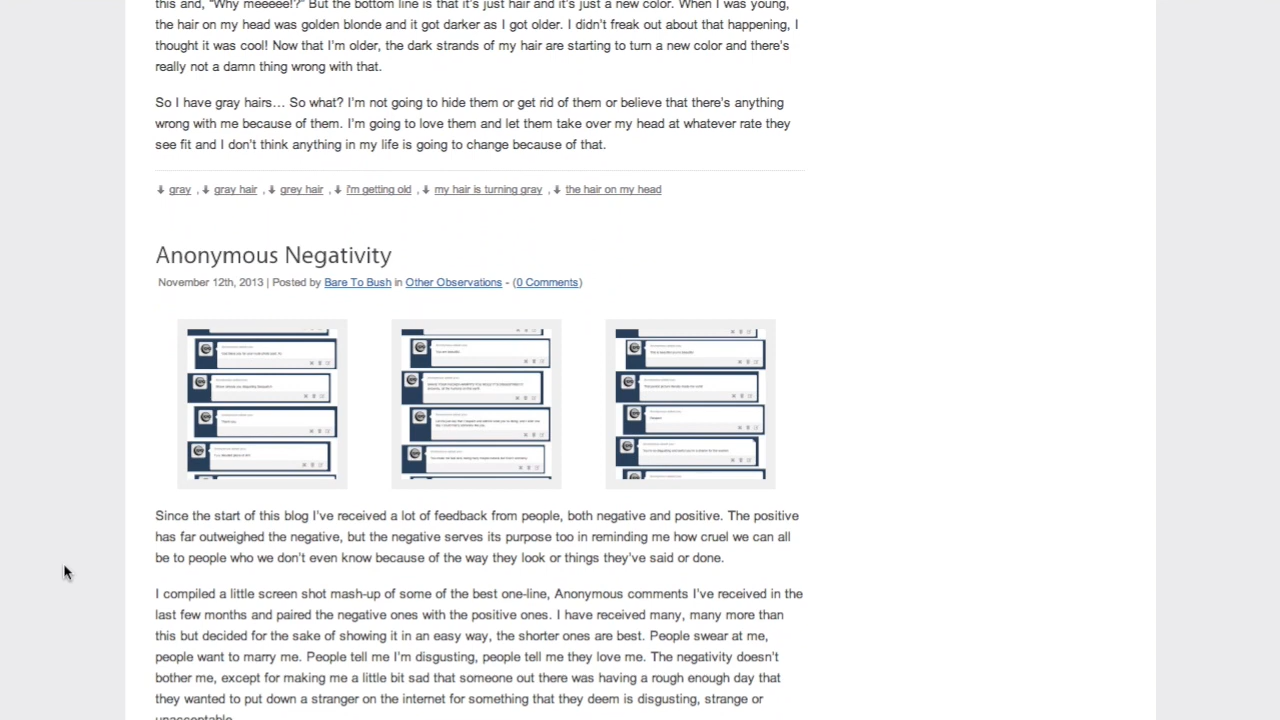 this and, "Why meeeee!?" But the bottom line is that it's just hair and it's just a new color. When I was young,
the hair on my head was golden blonde and it got darker as I got older. I didn't freak out about that happening, I
thought it was cool! Now that I'm older, the dark strands of my hair are starting to turn a new color and there's
really not a damn thing wrong with that.
So I have gray hairs... So what? I'm not going to hide them or get rid of them or believe that there's anything
wrong with me because of them. I'm going to love them and let them take over my head at whatever rate they
see fit and I don't think anything in my life is going to change because of that.
gray , gray hair , grey hair , i'm getting old , my hair is turning gray , the hair on my head
Anonymous Negativity
November 12th, 2013 | Posted by Bare To Bush in Other Observations - (0 Comments)
Since the start of this blog I've received a lot of feedback from people, both negative and positive. The positive
has far outweighed the negative, but the negative serves its purpose too in reminding me how cruel we can all
be to people who we don't even know because of the way they look or things they've said or done.
I compiled a little screen shot mash-up of some of the best one-line, Anonymous comments I've received in the
last few months and paired the negative ones with the positive ones. I have received many, many more than
this but decided for the sake of showing it in an easy way, the shorter ones are best. People swear at me,
people want to marry me. People tell me I'm disgusting, people tell me they love me. The negativity doesn't
bother me, except for making me a little bit sad that someone out there was having a rough enough day that
they wanted to put down a stranger on the internet for something that they deem is disgusting, strange or
unacceptable.